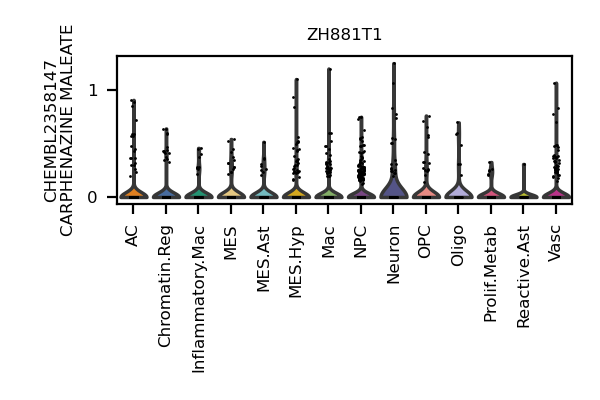 ZH881T1
CHEMBL2358147
CARPHENAZINE MALEATE
1
0
AC
Chromatin.Reg
Inflammatory.Mac
MES
MES.Ast
MES.Hyp
Mac
NPC
Neuron
OPC
Oligo
Prolif.Metab
Reactive.Ast
Vasc